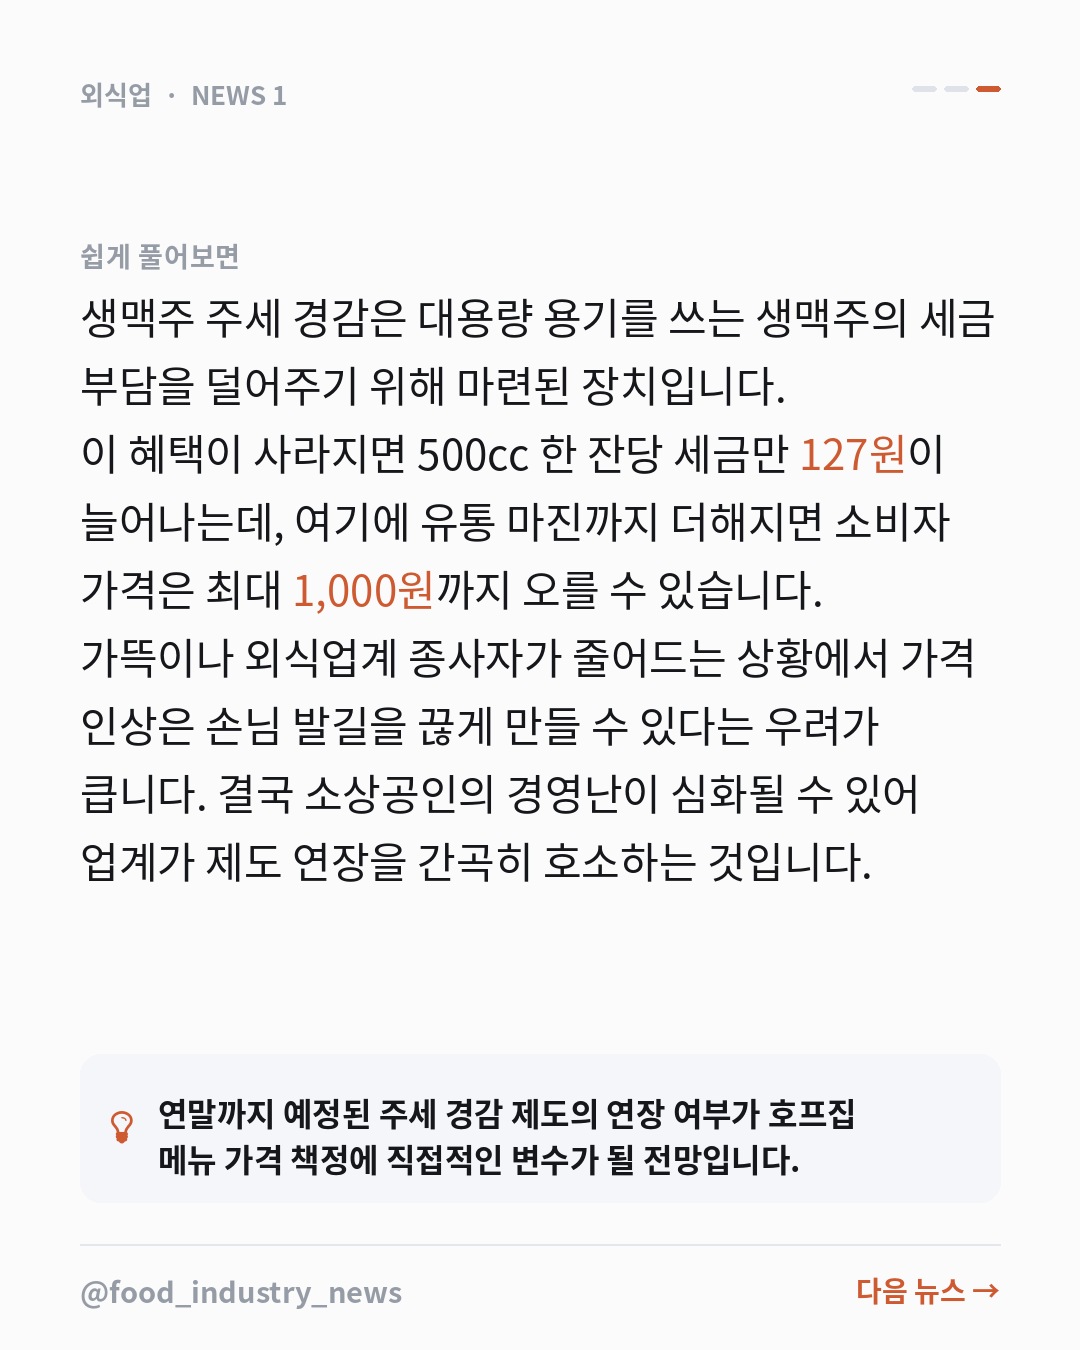 외식업 · NEWS 1
쉽게 풀어보면
생맥주 주세 경감은 대용량 용기를 쓰는 생맥주의 세금
부담을 덜어주기 위해 마련된 장치입니다.
이 혜택이 사라지면 500cc 한 잔당 세금만 127원이
늘어나는데, 여기에 유통 마진까지 더해지면 소비자
가격은 최대 1,000원까지 오를 수 있습니다.
가뜩이나 외식업계 종사자가 줄어드는 상황에서 가격
인상은 손님 발길을 끊게 만들 수 있다는 우려가
큽니다. 결국 소상공인의 경영난이 심화될 수 있어
업계가 제도 연장을 간곡히 호소하는 것입니다.
연말까지 예정된 주세 경감 제도의 연장 여부가 호프집
메뉴 가격 책정에 직접적인 변수가 될 전망입니다.
@food_industry_news
다음 뉴스 →